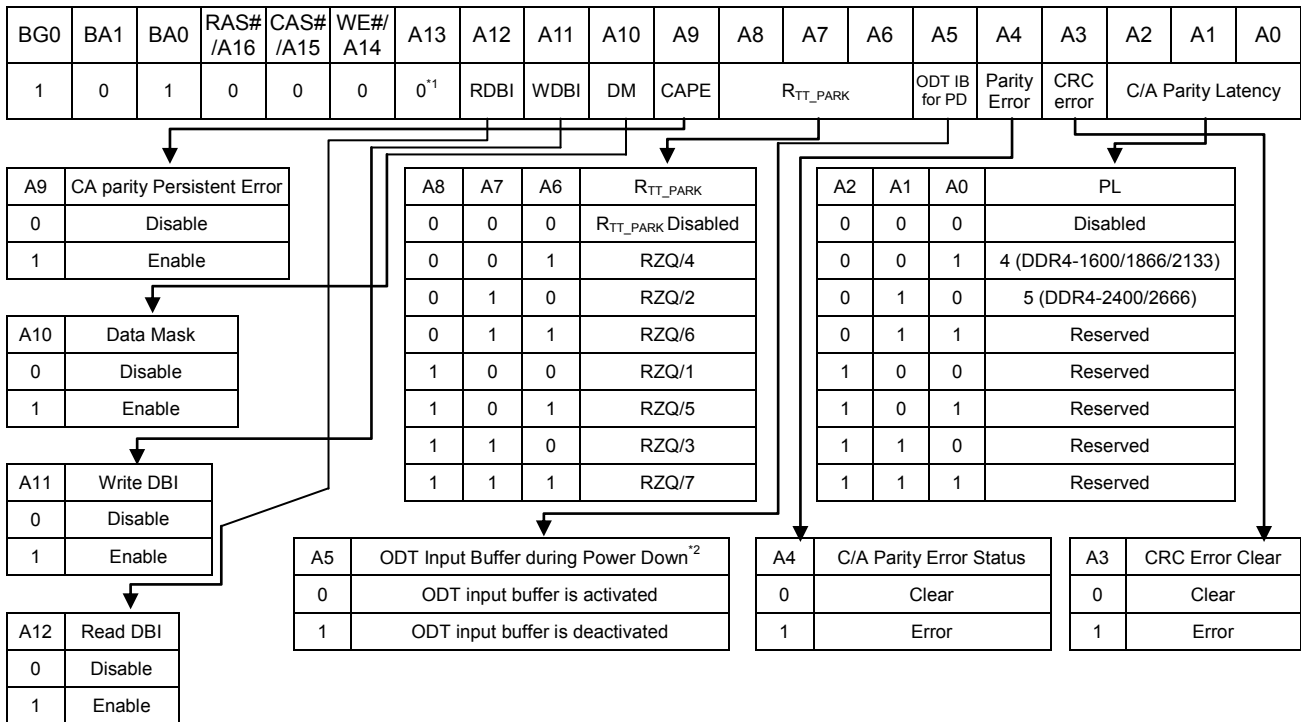 BG0 BA1 BA0 RAS# /A16 CAS# /A15 WE#/ A14 A13 A12 A11 A10 A9 A8 A7 A6 A5 A4 A3 A2 A1 A0
1 0 1 0 0 0 0*1 RDBI WDBI DM CAPE RTT_PARK ODT IB for PD Parity Error CRC error C/A Parity Latency
A9 CA parity Persistent Error
0 Disable
1 Enable
A10 Data Mask
0 Disable
1 Enable
A11 Write DBI
0 Disable
1 Enable
A12 Read DBI
0 Disable
1 Enable
A8 A7 A6 RTT_PARK
0 0 0 RTT_PARK Disabled
0 0 1 RZQ/4
0 1 0 RZQ/2
0 1 1 RZQ/6
1 0 0 RZQ/1
1 0 1 RZQ/5
1 1 0 RZQ/3
1 1 1 RZQ/7
A2 A1 A0 PL
0 0 0 Disabled
0 0 1 4 (DDR4-1600/1866/2133)
0 1 0 5 (DDR4-2400/2666)
0 1 1 Reserved
1 0 0 Reserved
1 0 1 Reserved
1 1 0 Reserved
1 1 1 Reserved
A5 ODT Input Buffer during Power Down*2
0 ODT input buffer is activated
1 ODT input buffer is deactivated
A4 C/A Parity Error Status
0 Clear
1 Error
A3 CRC Error Clear
0 Clear
1 Error